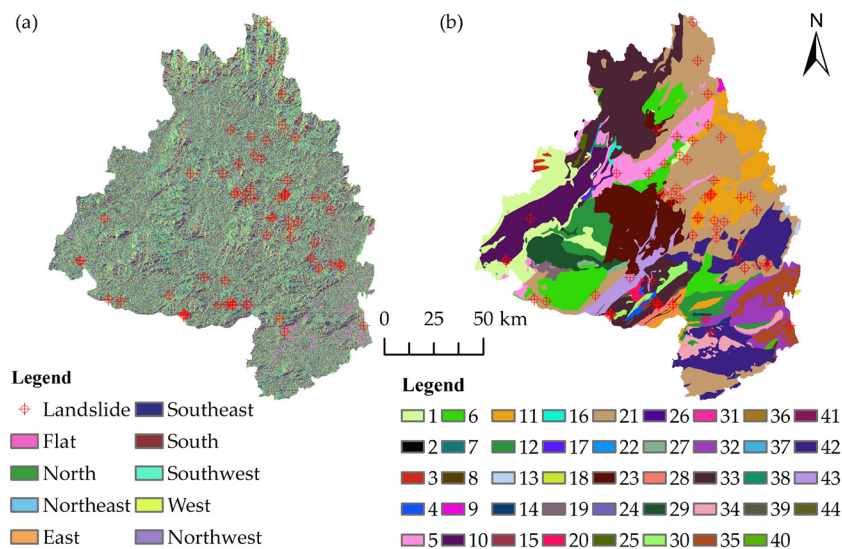 (a)
(b)
N
0 25 50 km
Legend
Landslide Southeast
Flat South
North Southwest
Northeast West
East Northwest
Legend
1 6 11 16 21 26 31 36 41
2 7 12 17 22 27 32 37 42
3 8 13 18 23 28 33 38 43
4 9 14 19 24 29 34 39 44
5 10 15 20 25 30 35 40